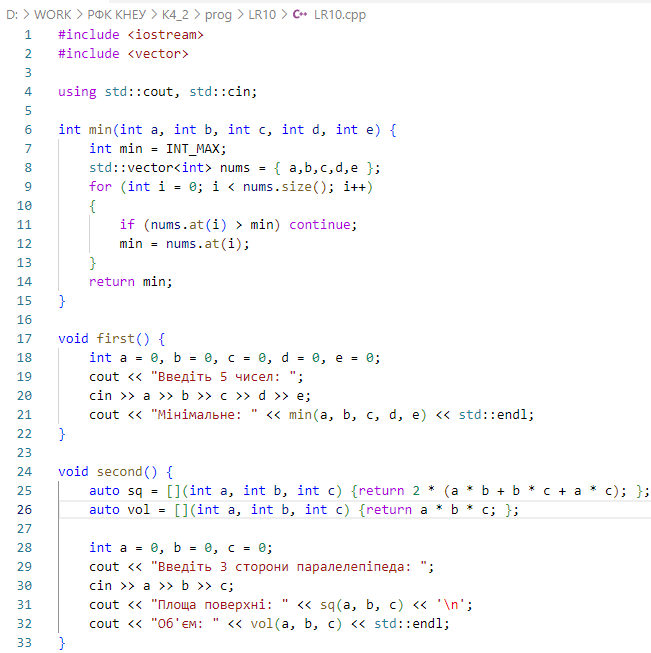 D: > WORK > РФК КНЕУ > K4_2 > prog > LR10 > LR10.cpp
1 #include <iostream>
2 #include <vector>
3
4 using std::cout, std::cin;
5
6 int min(int a, int b, int c, int d, int e) {
7     int min = INT_MAX;
8     std::vector<int> nums = { a,b,c,d,e };
9     for (int i = 0; i < nums.size(); i++)
10     {
11         if (nums.at(i) > min) continue;
12         min = nums.at(i);
13     }
14     return min;
15 }
16
17 void first() {
18     int a = 0, b = 0, c = 0, d = 0, e = 0;
19     cout << "Введіть 5 чисел: ";
20     cin >> a >> b >> c >> d >> e;
21     cout << "Мінімальне: " << min(a, b, c, d, e) << std::endl;
22 }
23
24 void second() {
25     auto sq = [](int a, int b, int c) {return 2 * (a * b + b * c + a * c); };
26     auto vol = [](int a, int b, int c) {return a * b * c; };
27
28     int a = 0, b = 0, c = 0;
29     cout << "Введіть 3 сторони паралелепіпеда: ";
30     cin >> a >> b >> c;
31     cout << "Площа поверхні: " << sq(a, b, c) << '\n';
32     cout << "Об'єм: " << vol(a, b, c) << std::endl;
33 }